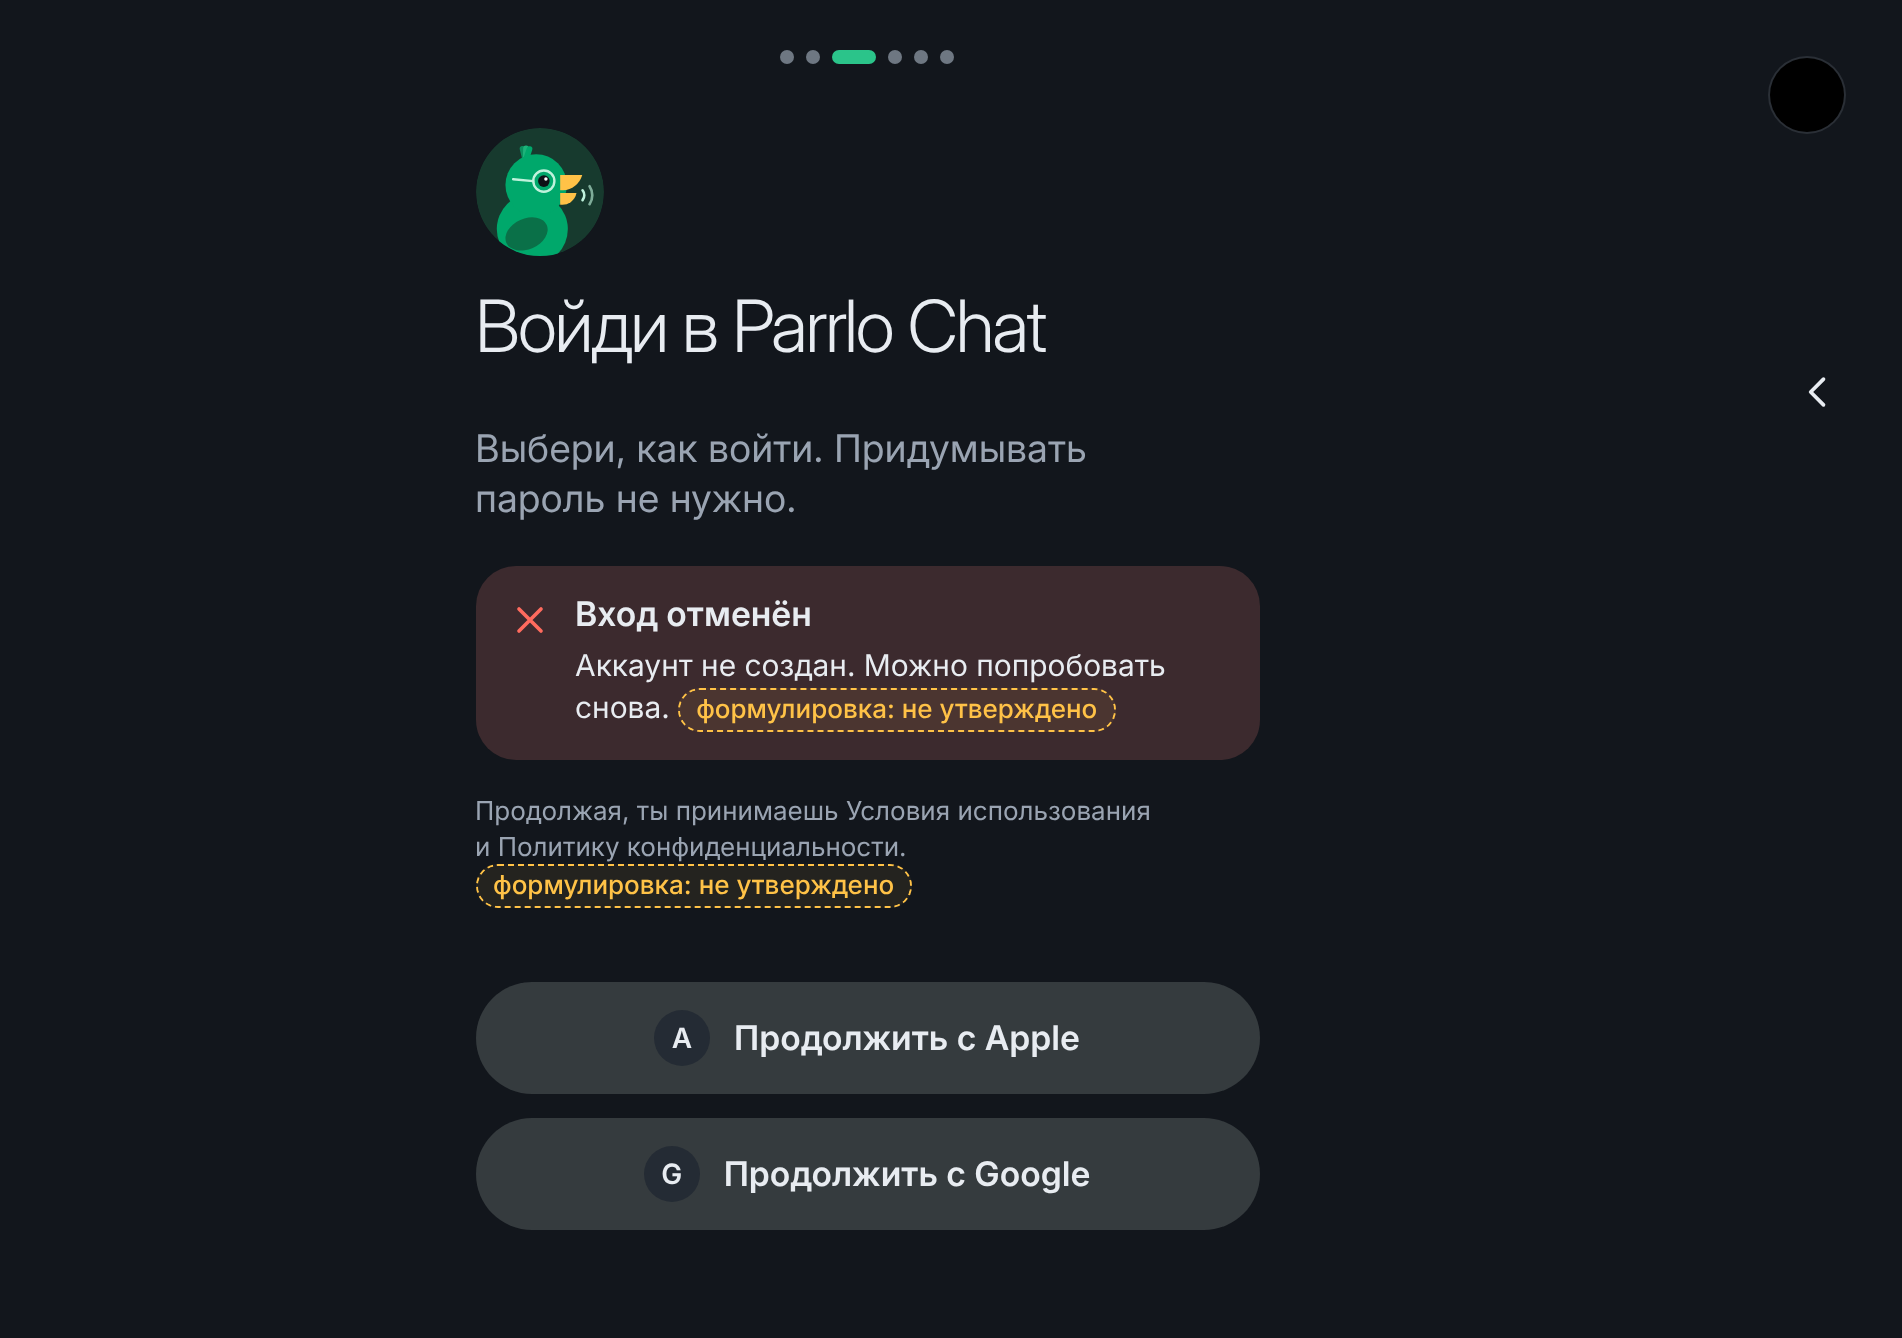 Войди в Parrlo Chat
Выбери, как войти. Придумывать
пароль не нужно.
Вход отменён
Аккаунт не создан. Можно попробовать
снова. формулировка: не утверждено
Продолжая, ты принимаешь Условия использования
и Политику конфиденциальности.
формулировка: не утверждено
A Продолжить с Apple
G Продолжить с Google